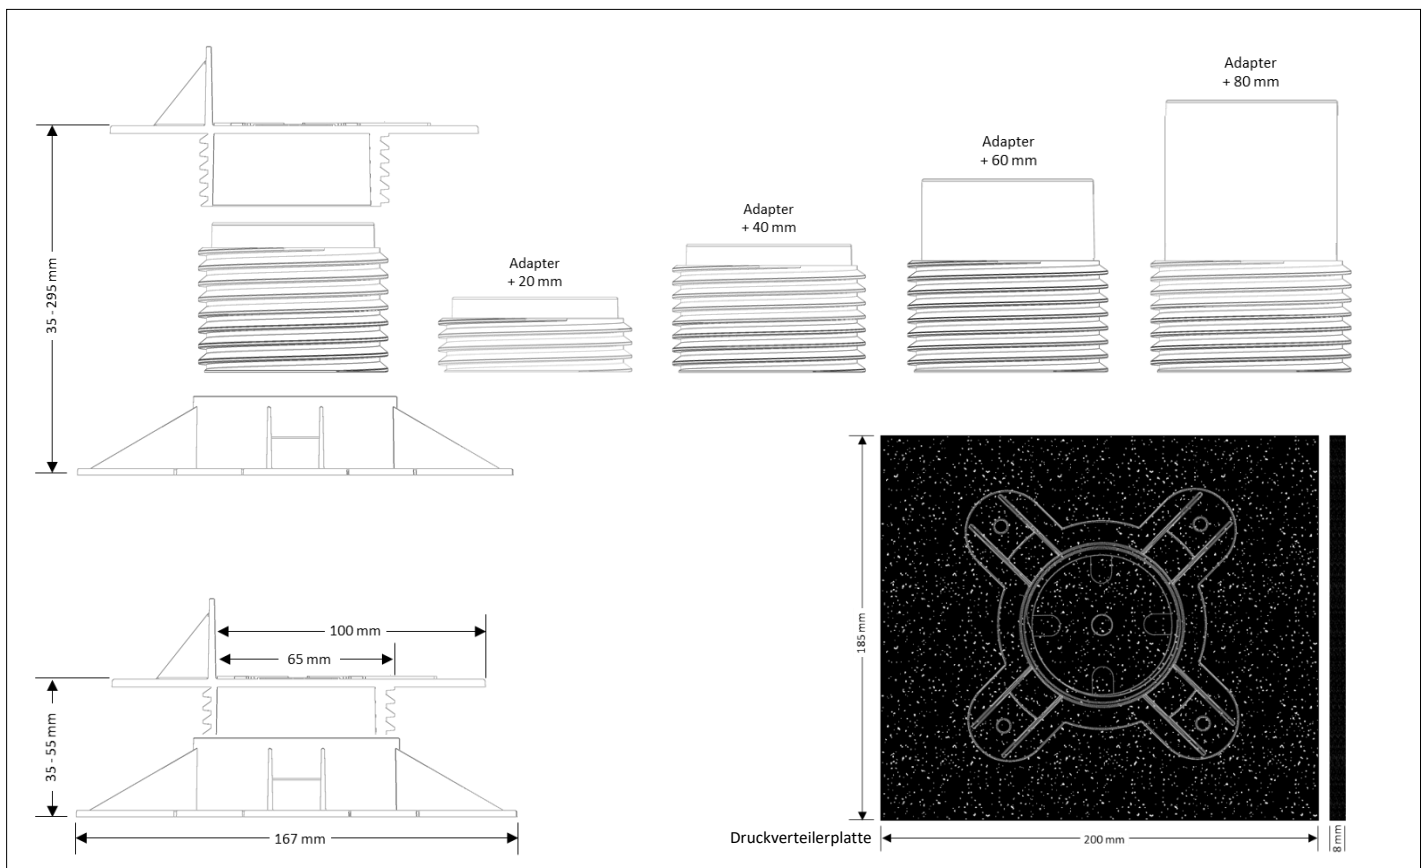 Adapter
+ 80 mm
Adapter
+ 60 mm
Adapter
+ 40 mm
Adapter
+ 20 mm
35 - 295 mm
100 mm
65 mm
35 - 55 mm
167 mm
185 mm
Druckverteilerplatte
200 mm
8 mm